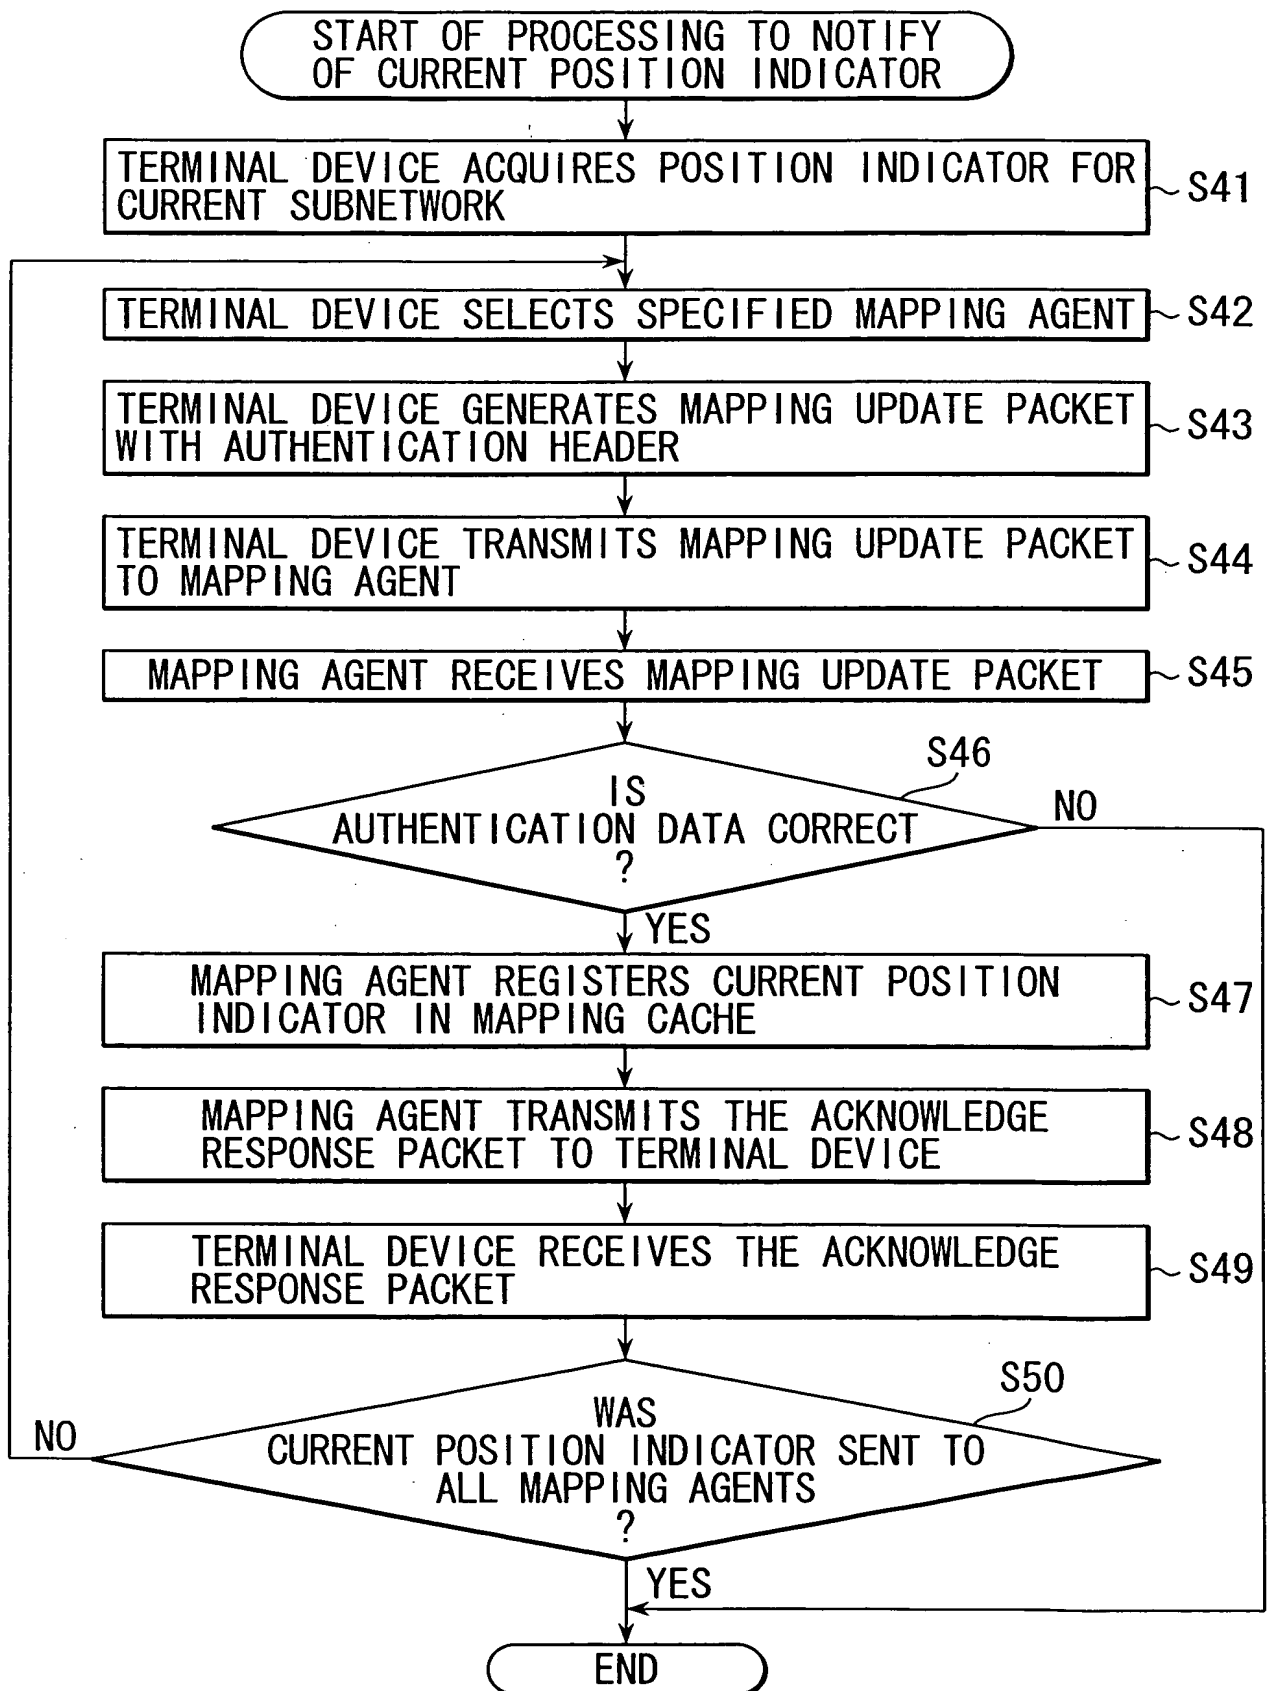 START OF PROCESSING TO NOTIFY
OF CURRENT POSITION INDICATOR
TERMINAL DEVICE ACQUIRES POSITION INDICATOR FOR
CURRENT SUBNETWORK
S41
TERMINAL DEVICE SELECTS SPECIFIED MAPPING AGENT
S42
TERMINAL DEVICE GENERATES MAPPING UPDATE PACKET
WITH AUTHENTICATION HEADER
S43
TERMINAL DEVICE TRANSMITS MAPPING UPDATE PACKET
TO MAPPING AGENT
S44
MAPPING AGENT RECEIVES MAPPING UPDATE PACKET
S45
S46
IS
AUTHENTICATION DATA CORRECT
?
NO
YES
MAPPING AGENT REGISTERS CURRENT POSITION
INDICATOR IN MAPPING CACHE
S47
MAPPING AGENT TRANSMITS THE ACKNOWLEDGE
RESPONSE PACKET TO TERMINAL DEVICE
S48
TERMINAL DEVICE RECEIVES THE ACKNOWLEDGE
RESPONSE PACKET
S49
S50
WAS
CURRENT POSITION INDICATOR SENT TO
ALL MAPPING AGENTS
?
NO
YES
END